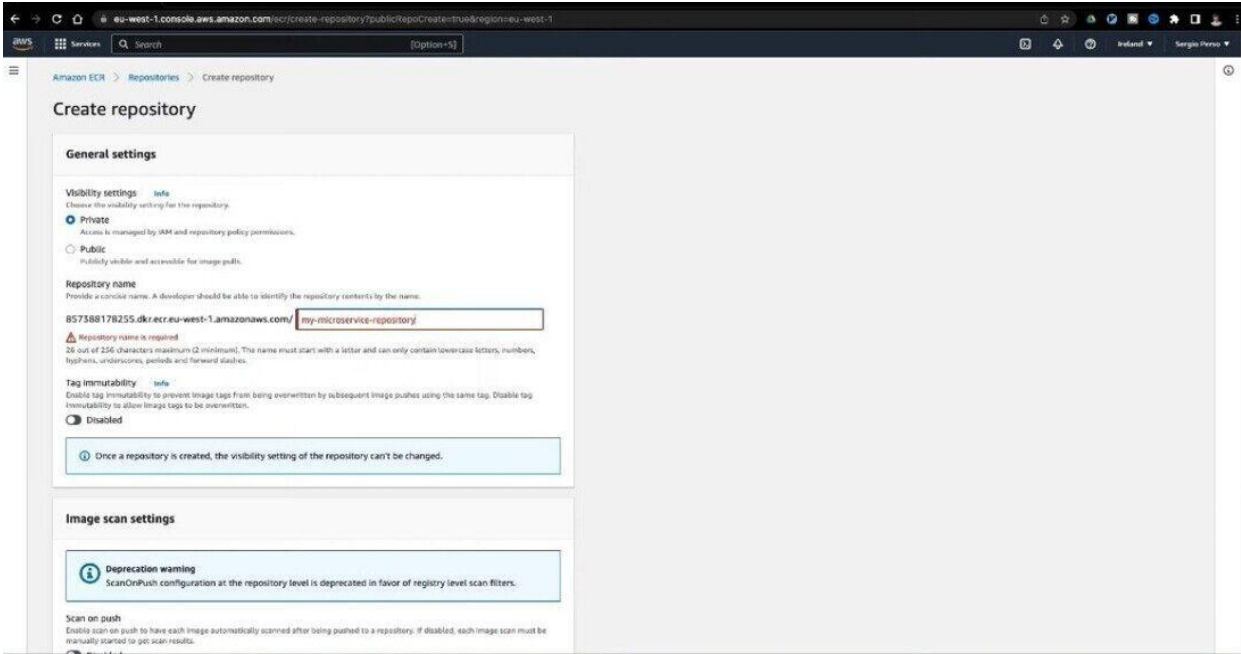 eu-west-1.console.aws.amazon.com/ecr/create-repository?publicRepoCreate=true&region=eu-west-1
aws
Services
Search
[Option+S]
Ireland
Sergio Perso
Amazon ECR > Repositories > Create repository
Create repository
General settings
Visibility settings Info
Choose the visibility setting for the repository.
Private
Access is managed by IAM and repository policy permissions.
Public
Publicly visible and accessible for image pulls.
Repository name
Provide a concise name. A developer should be able to identify the repository contents by the name.
857388178255.dkr.ecr.eu-west-1.amazonaws.com/ my-microservice-repository
Repository name is required
26 out of 256 characters maximum (2 minimum). The name must start with a letter and can only contain lowercase letters, numbers,
hyphens, underscores, periods and forward slashes.
Tag immutability Info
Enable tag immutability to prevent image tags from being overwritten by subsequent image pushes using the same tag. Disable tag
immutability to allow image tags to be overwritten.
Disabled
Once a repository is created, the visibility setting of the repository can't be changed.
Image scan settings
Deprecation warning
ScanOnPush configuration at the repository level is deprecated in favor of registry level scan filters.
Scan on push
Enable scan on push to have each image automatically scanned after being pushed to a repository. If disabled, each image scan must be
manually started to get scan results.